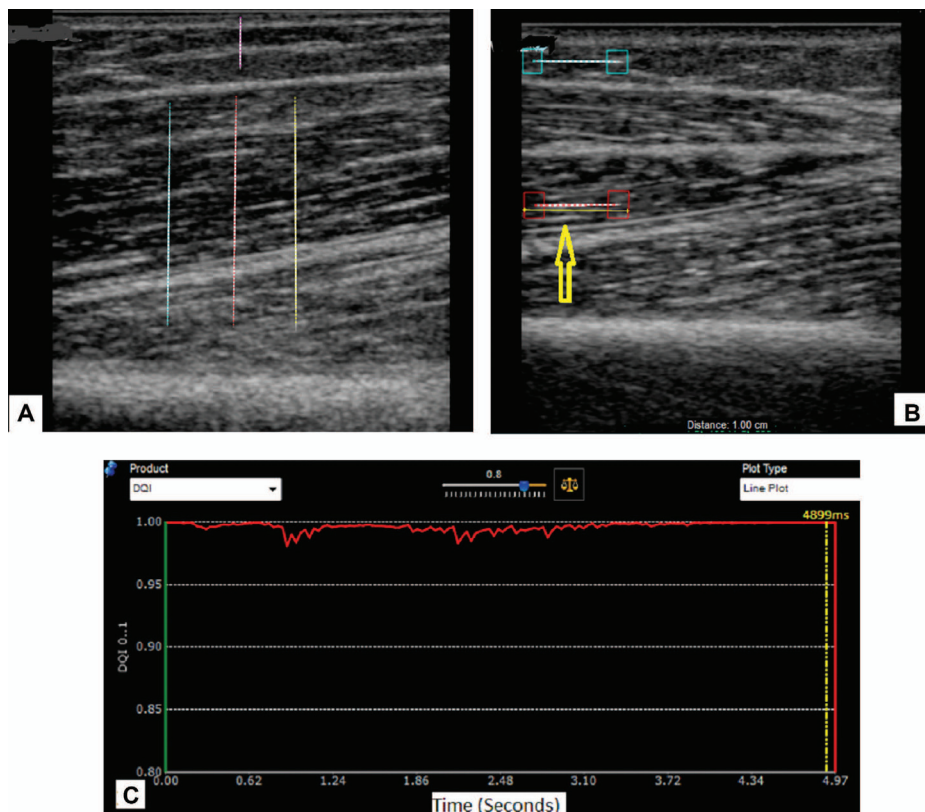 A
B
Distance: 1.00 cm
Product
DQI
0.8
Plot Type
Line Plot
4899ms
1.00
0.95
0.90
0.85
0.80
DQI 0..1
0.00 0.62 1.24 1.86 2.48 3.10 3.72 4.34 4.97
Time (Seconds)
C